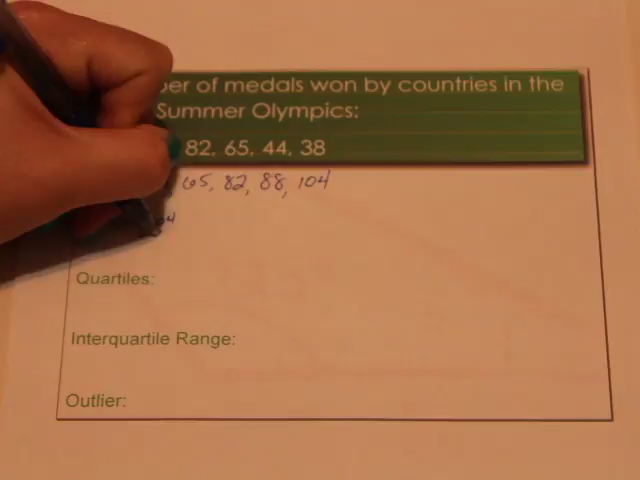 of medals won by countries in the
Summer Olympics:
82, 65, 44, 38
65, 82, 88, 104
Quartiles:
Interquartile Range:
Outlier: